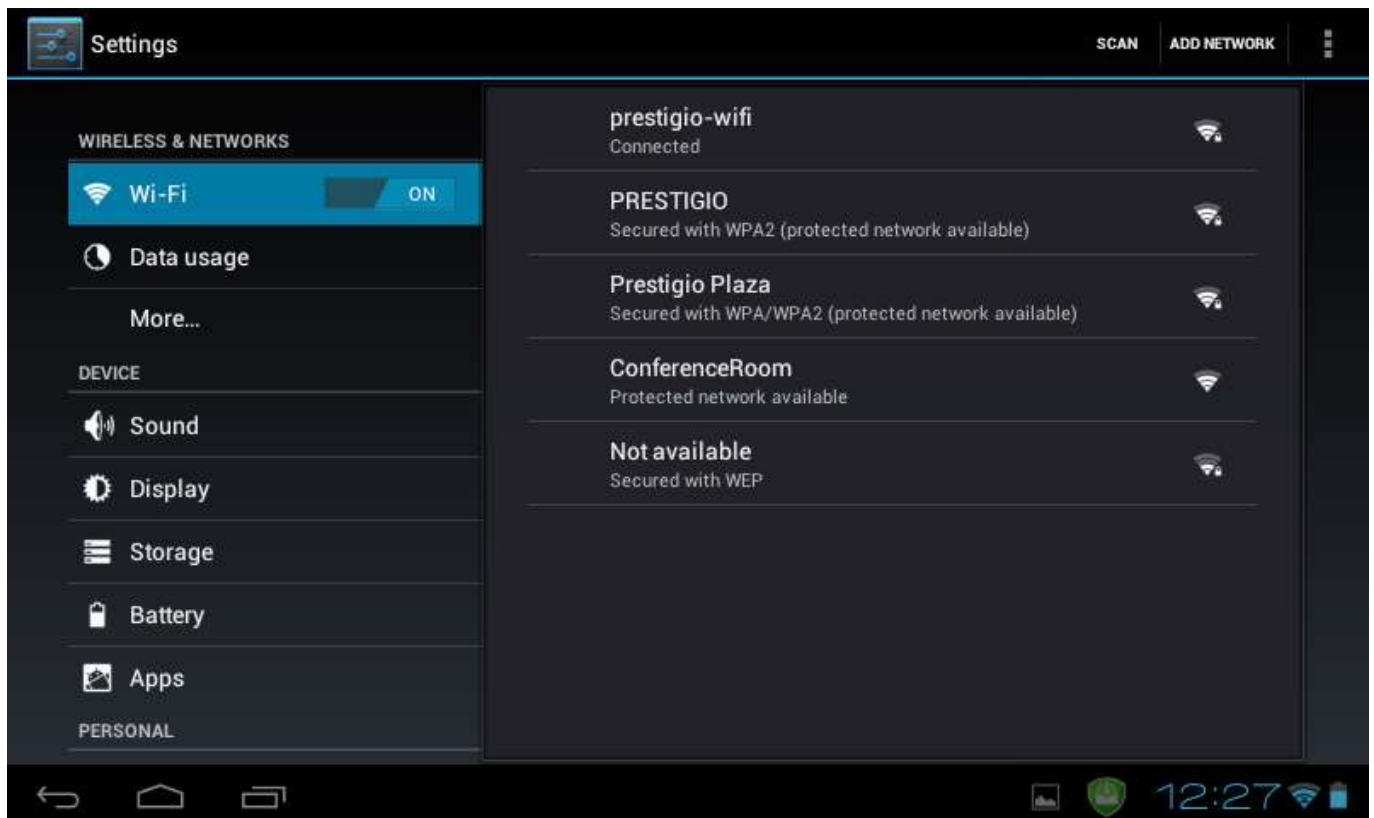 Settings
SCAN
ADD NETWORK
WIRELESS & NETWORKS
Wi-Fi
ON
Data usage
More...
DEVICE
Sound
Display
Storage
Battery
Apps
PERSONAL
prestigio-wifi
Connected
PRESTIGIO
Secured with WPA2 (protected network available)
Prestigio Plaza
Secured with WPA/WPA2 (protected network available)
ConferenceRoom
Protected network available
Not available
Secured with WEP
12:27